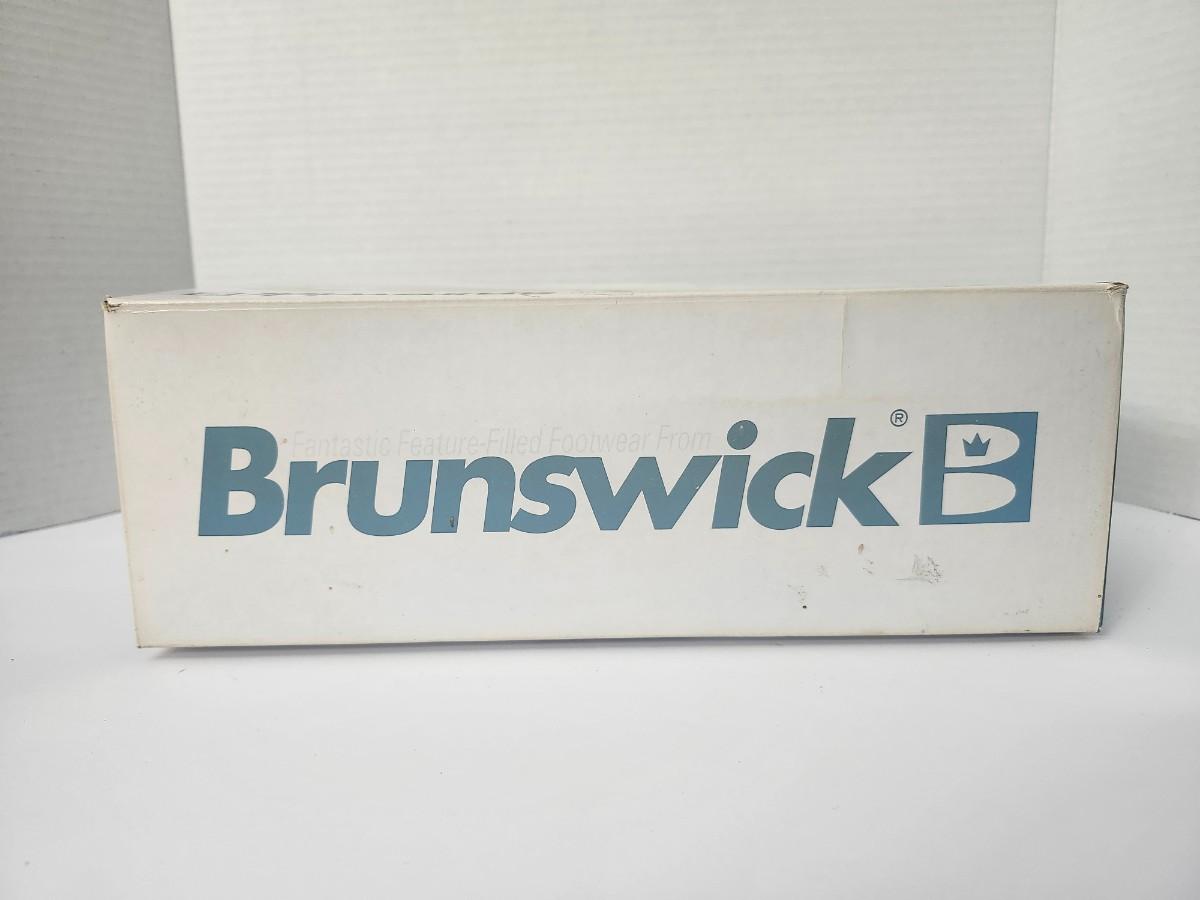 Fantastic Feature-Filled Footwear From
Brunswick® B